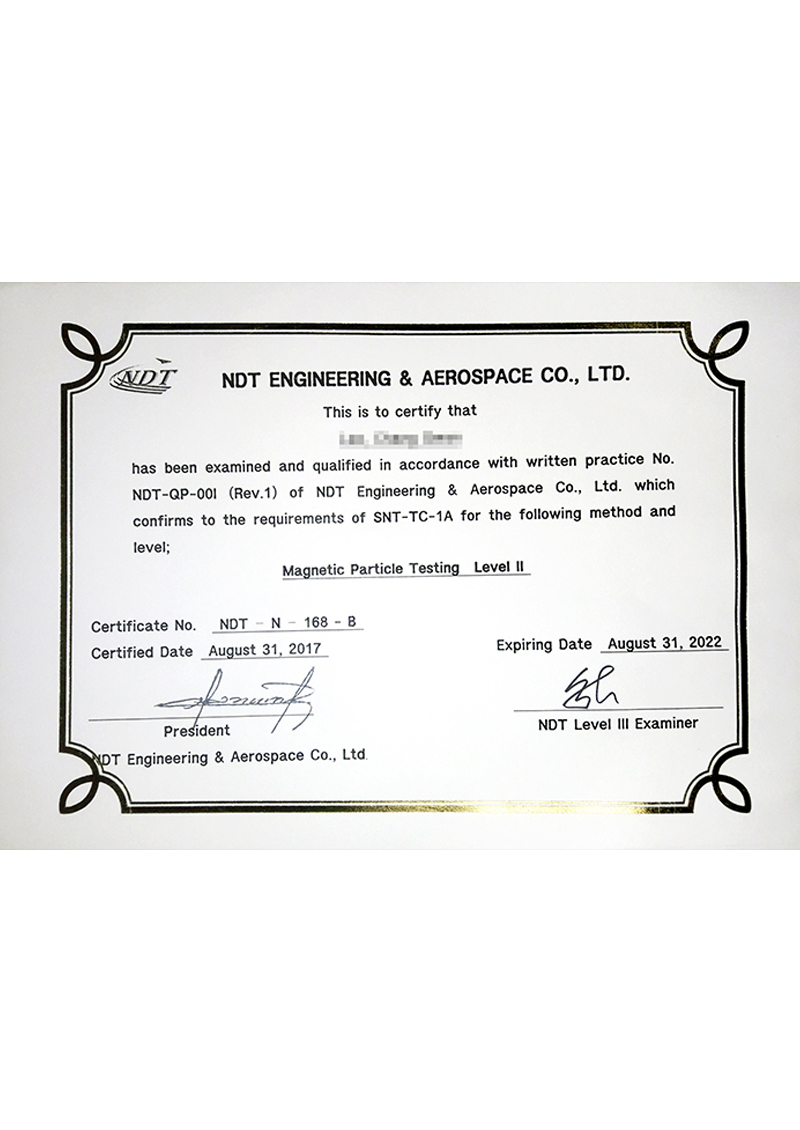 NDT
NDT ENGINEERING & AEROSPACE CO., LTD.
This is to certify that
has been examined and qualified in accordance with written practice No.
NDT-QP-001 (Rev.1) of NDT Engineering & Aerospace Co., Ltd. which
confirms to the requirements of SNT-TC-1A for the following method and
level;
Magnetic Particle Testing Level II
Certificate No. NDT - N - 168 - B
Certified Date August 31, 2017
Expiring Date August 31, 2022
President
NDT Level III Examiner
NDT Engineering & Aerospace Co., Ltd.